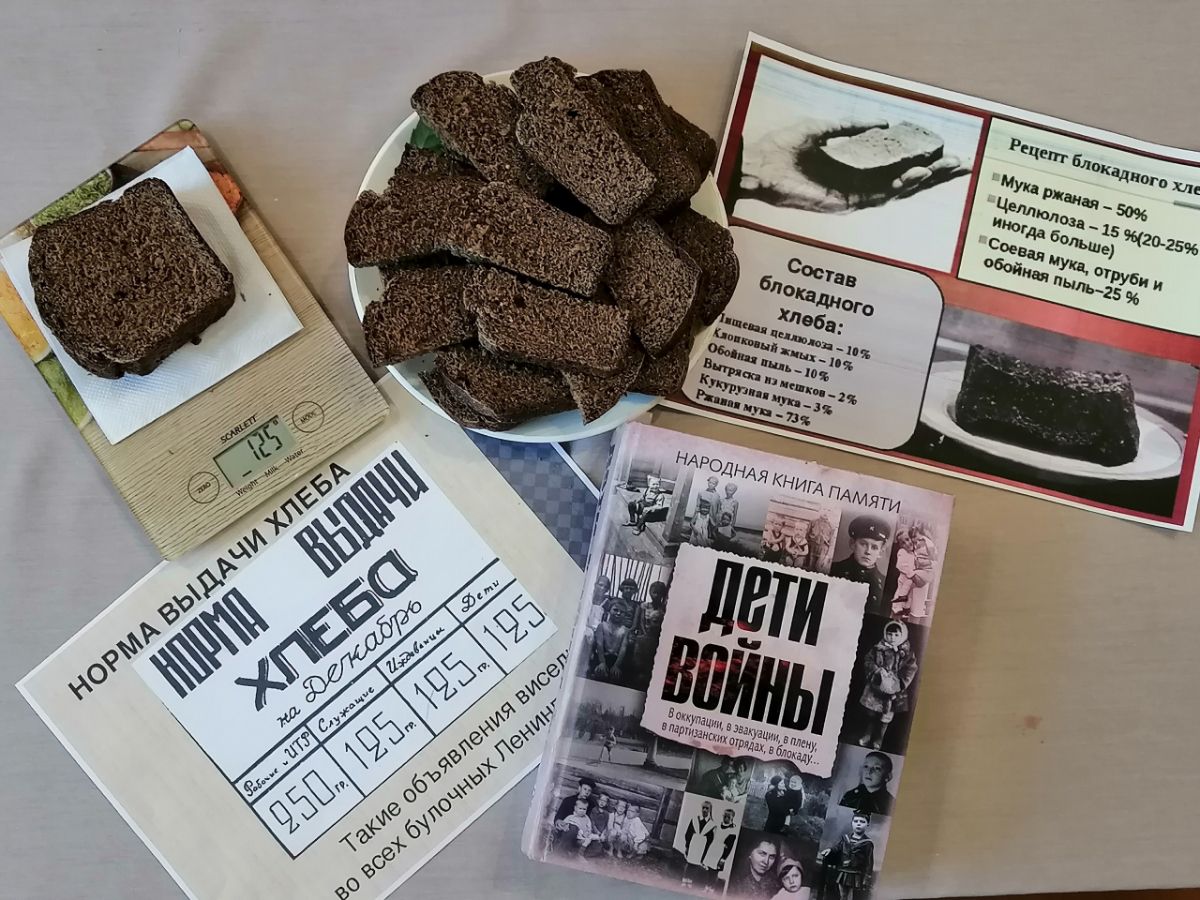 Рецепт блокадного хле
Мука ржаная – 50%
Целлюлоза – 15 %(20-25%
иногда больше)
Соевая мука, отруби и
обойная пыль–25 %
Состав
блокадного
хлеба:
Пищевая целлюлоза – 10%
Хлопковый жмых – 10%
Обойная пыль – 10%
Вытряска из мешков – 2%
Кукурузная мука – 3%
Ржаная мука – 73%
SCARLETT
125
MODE
ZERO
Weight Milk Water
НОРМА ВЫДАЧИ ХЛЕБА
НОРМА ВЫДАЧИ
ХЛЕБА
на Декабрь
Рабочие и ИТР Служащие Иждивенцы Дети
250 гр. 125 гр. 125 гр. 125
Такие объявления висел
во всех булочных Ленинг
НАРОДНАЯ КНИГА ПАМЯТИ
ДЕТИ
ВОЙНЫ
В оккупации, в эвакуации, в плену,
в партизанских отрядах, в блокаду...